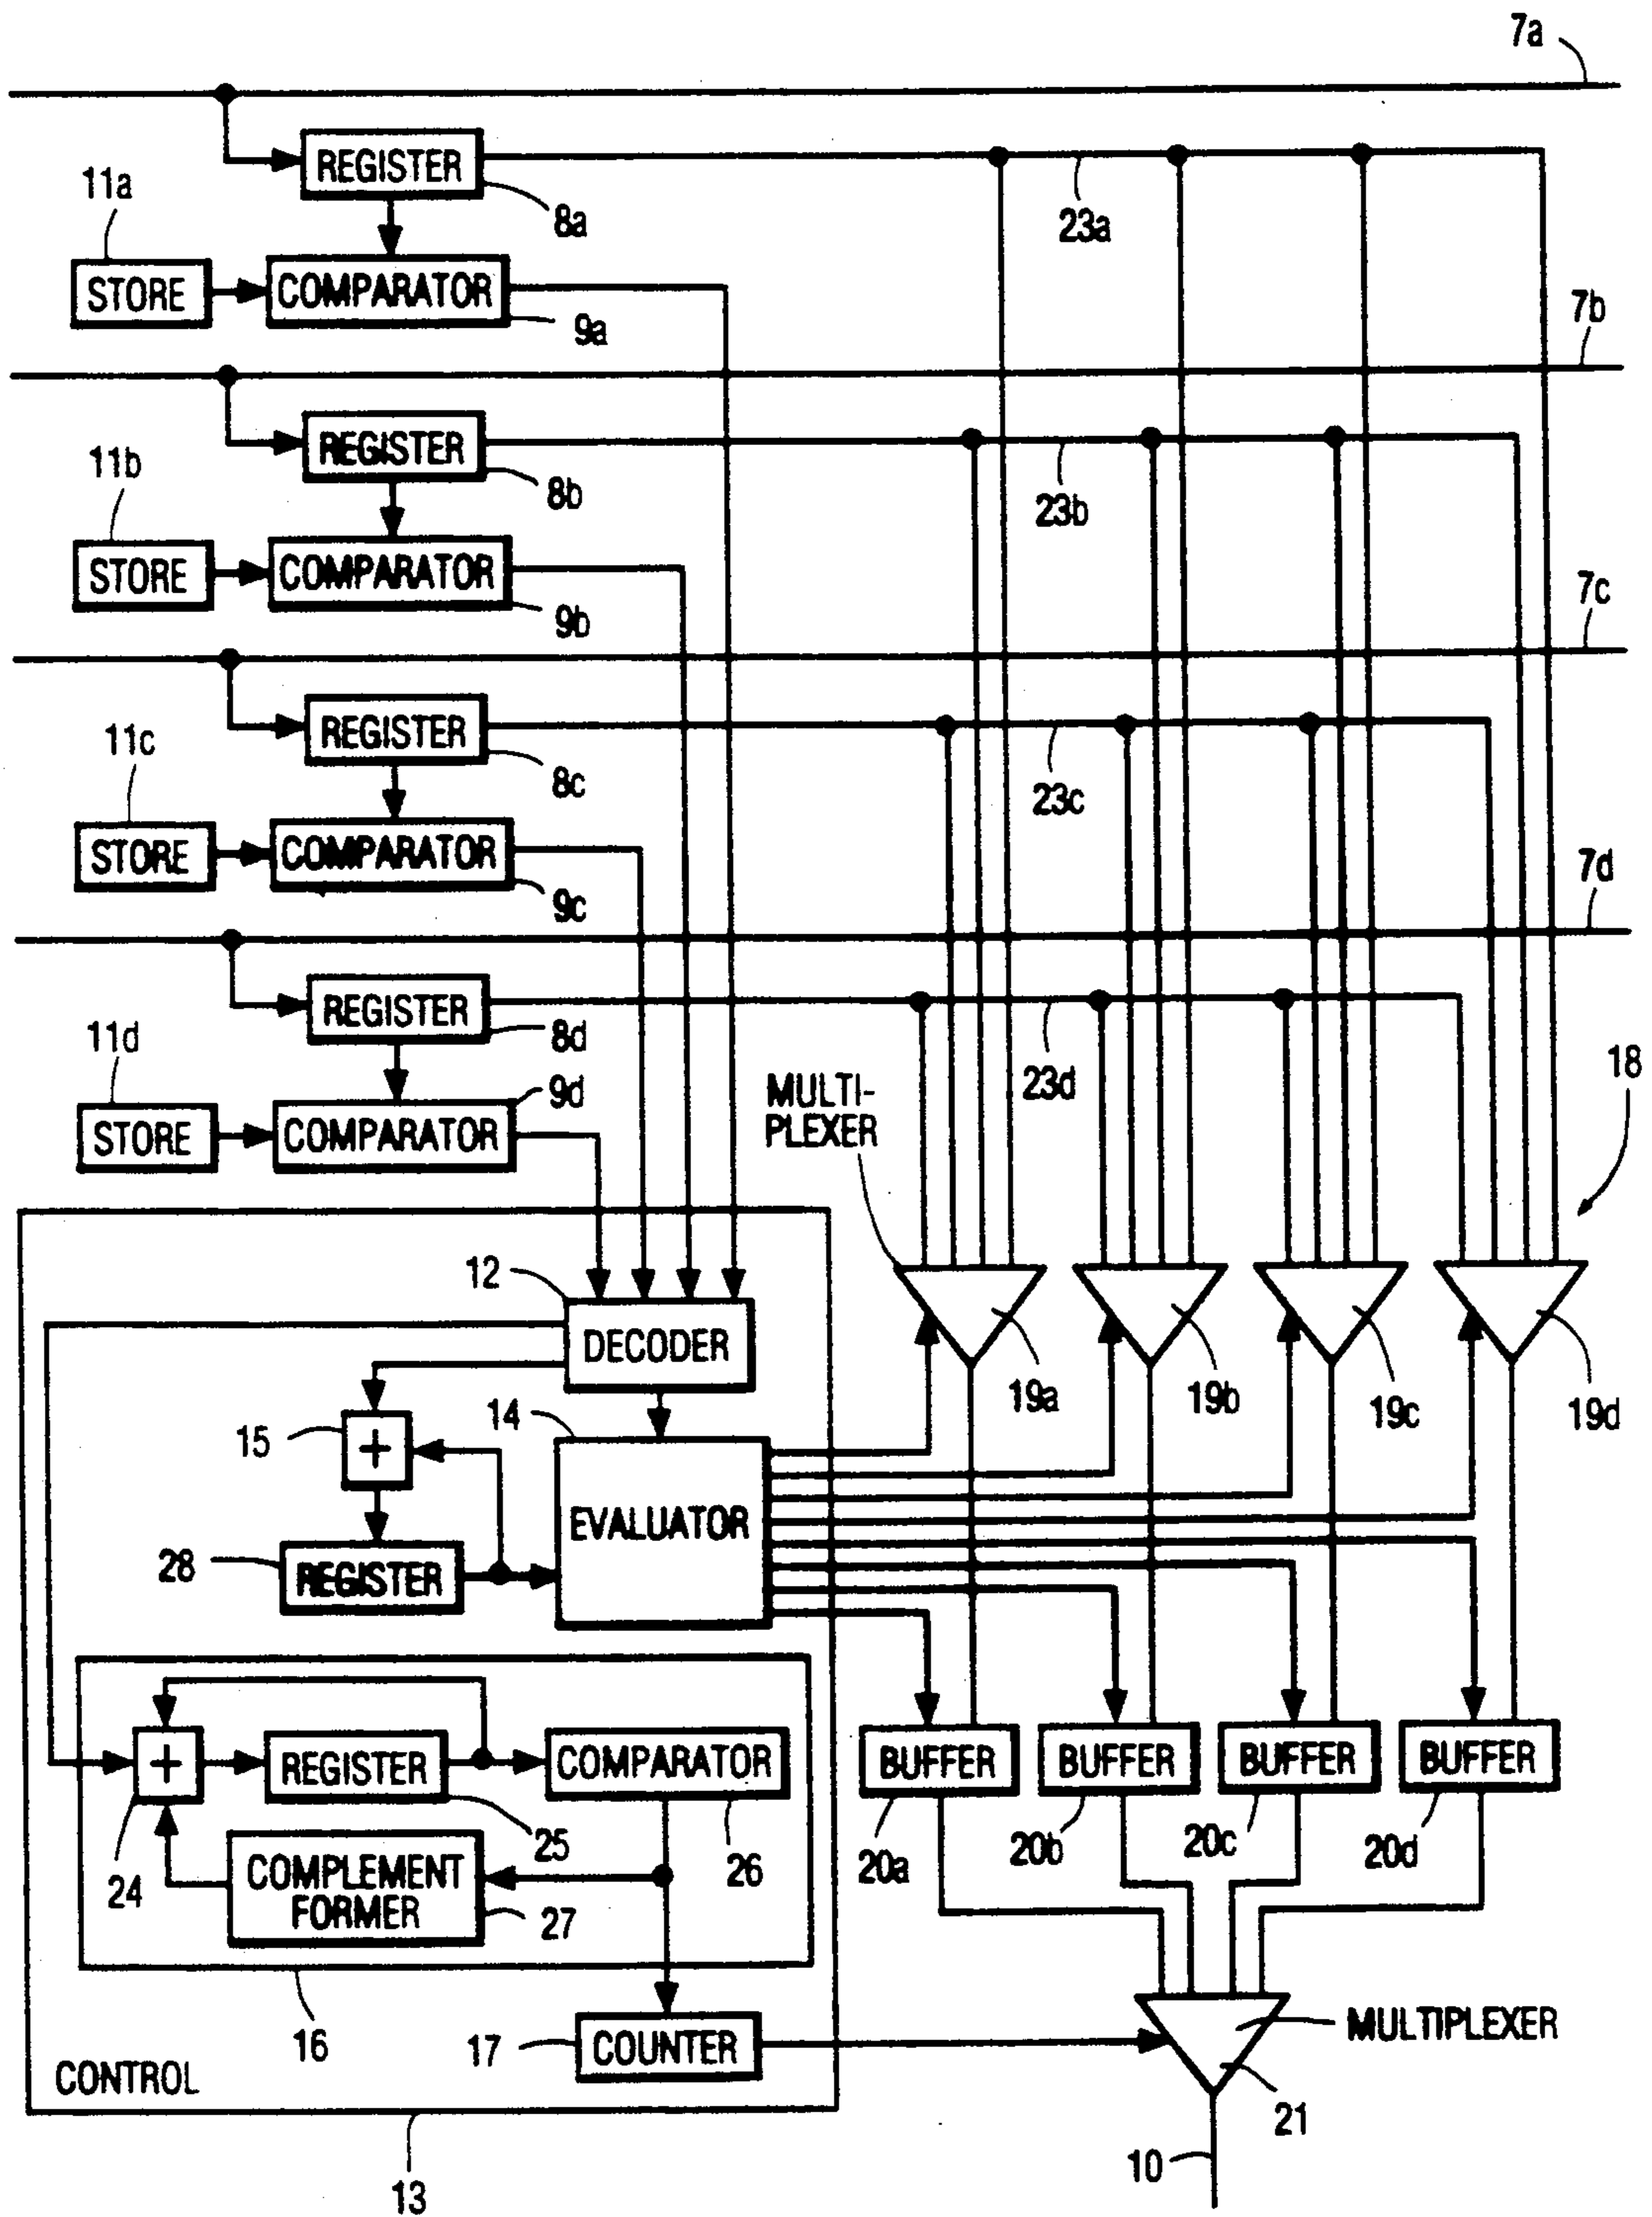 7a
REGISTER
11a
8a
23a
STORE
COMPARATOR
9a
7b
REGISTER
11b
8b
23b
STORE
COMPARATOR
9b
7c
REGISTER
11c
8c
23c
STORE
COMPARATOR
9c
7d
REGISTER
11d
8d
23d
18
MULTI-
PLEXER
9d
STORE
COMPARATOR
12
DECODER
19a
19b
19c
19d
14
15
+
EVALUATOR
28
REGISTER
+
REGISTER
COMPARATOR
BUFFER
BUFFER
BUFFER
BUFFER
24
25
26
20a
20b
20c
20d
COMPLEMENT
FORMER
27
16
17
COUNTER
MULTIPLEXER
CONTROL
21
10
13